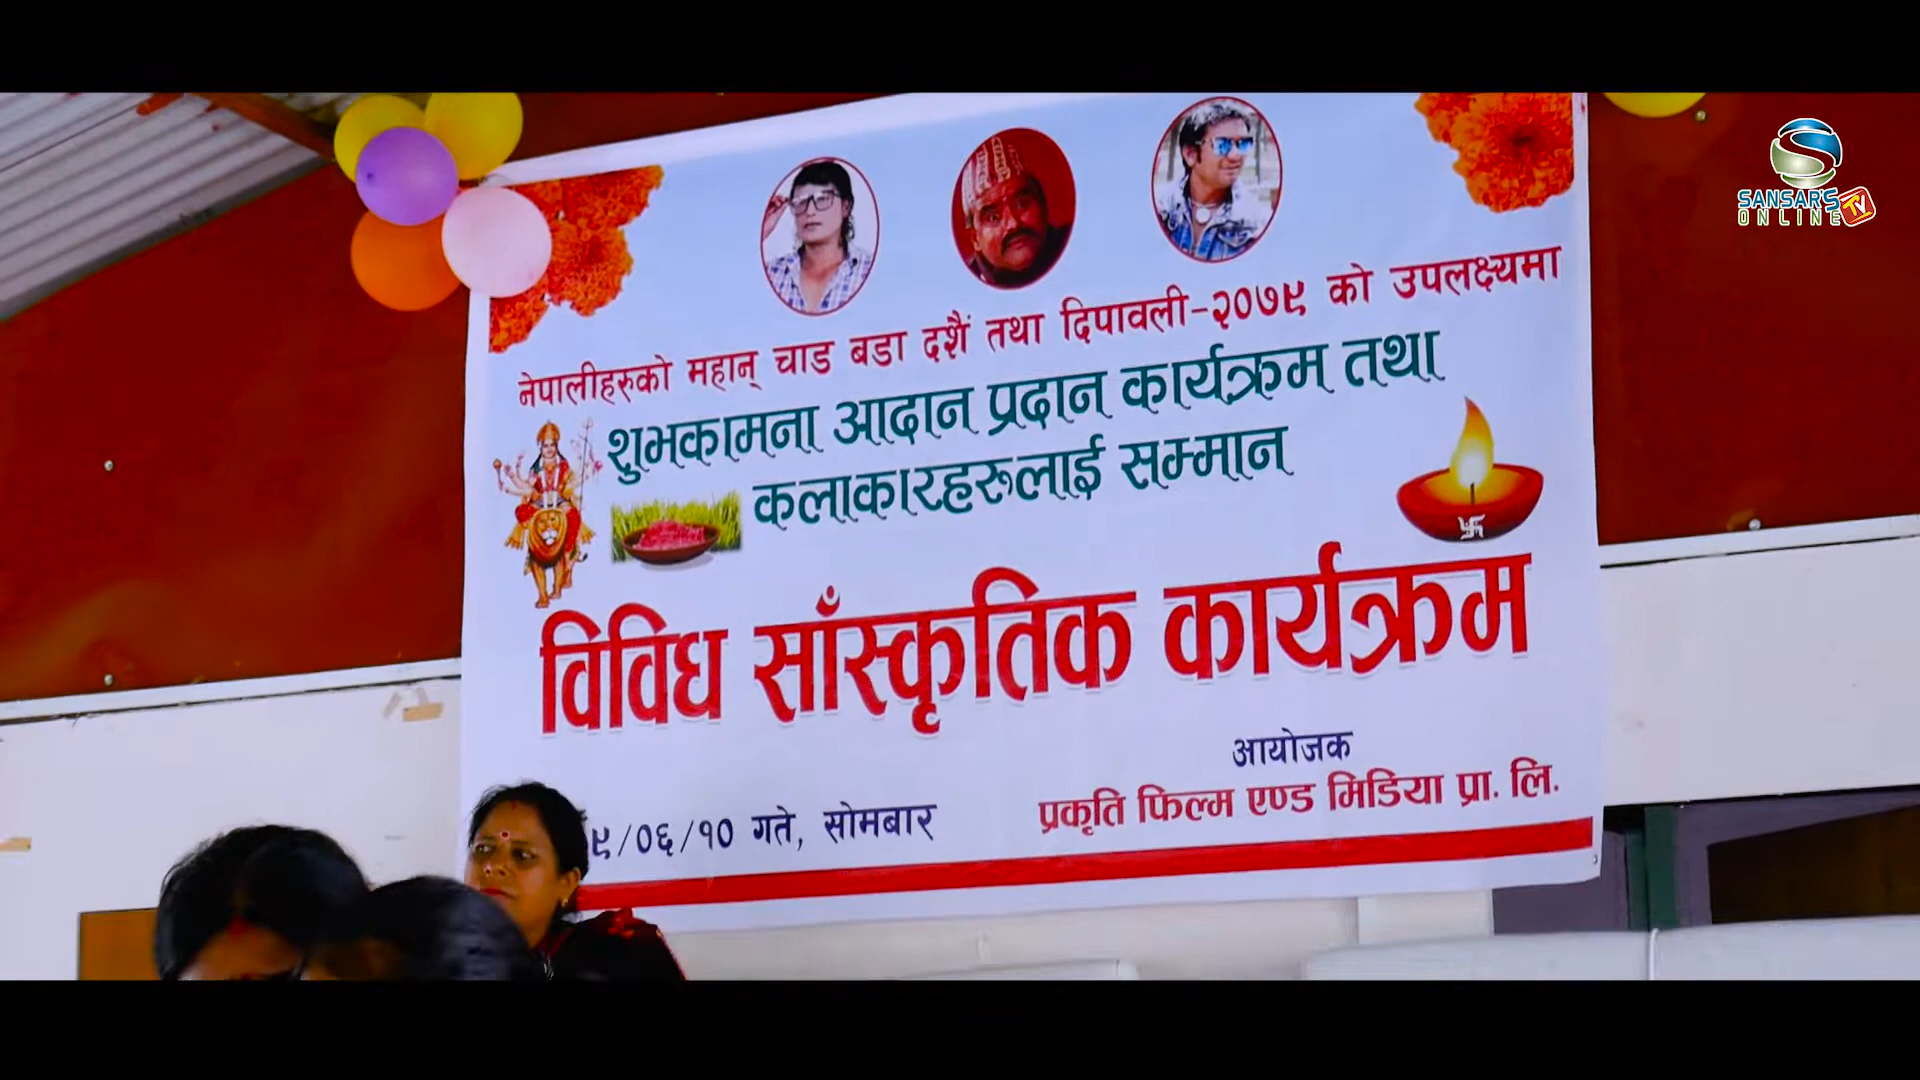 नेपालीहरुको महान् चाड बडा दशैं तथा दिपावली-२०७९ को उपलक्ष्यमा
शुभकामना आदान प्रदान कार्यक्रम तथा
कलाकारहरूलाई सम्मान
विविध साँस्कृतिक कार्यक्रम
आयोजक
प्रकृति फिल्म एण्ड मिडिया प्रा. लि.
९/०६/१० गते, सोमबार
SANSAR'S
ONLINE TV